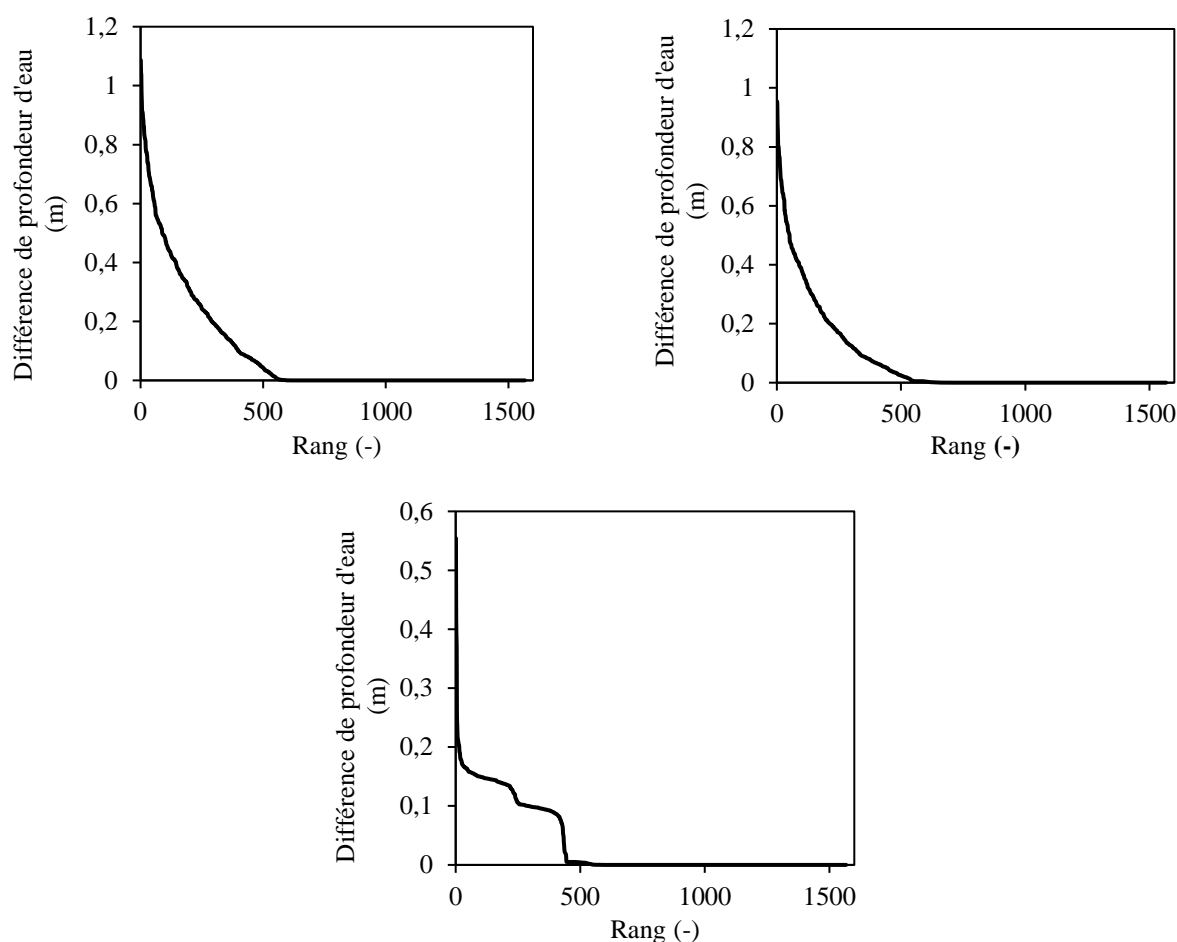 Différence de profondeur d'eau
(m)
1,2
1
0,8
0,6
0,4
0,2
0
0 500 1000 1500
Rang (-)
Différence de profondeur d'eau
(m)
1,2
1
0,8
0,6
0,4
0,2
0
0 500 1000 1500
Rang (-)
Différence de profondeur d'eau
(m)
0,6
0,5
0,4
0,3
0,2
0,1
0
0 500 1000 1500
Rang (-)